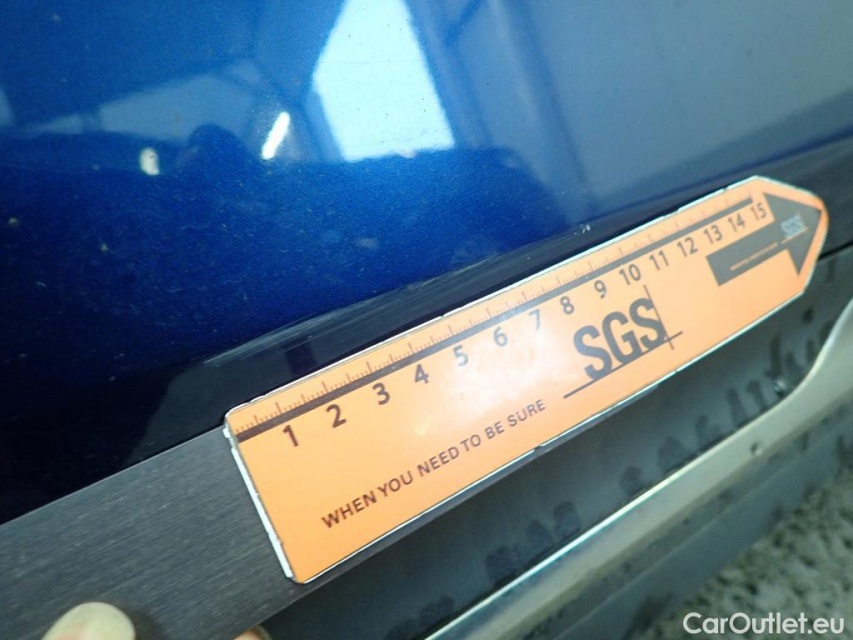 1 2 3 4 5 6 7 8 9 10 11 12 13 14 15
SGS
SGS
WHEN YOU NEED TO BE SURE
CarOutlet.eu